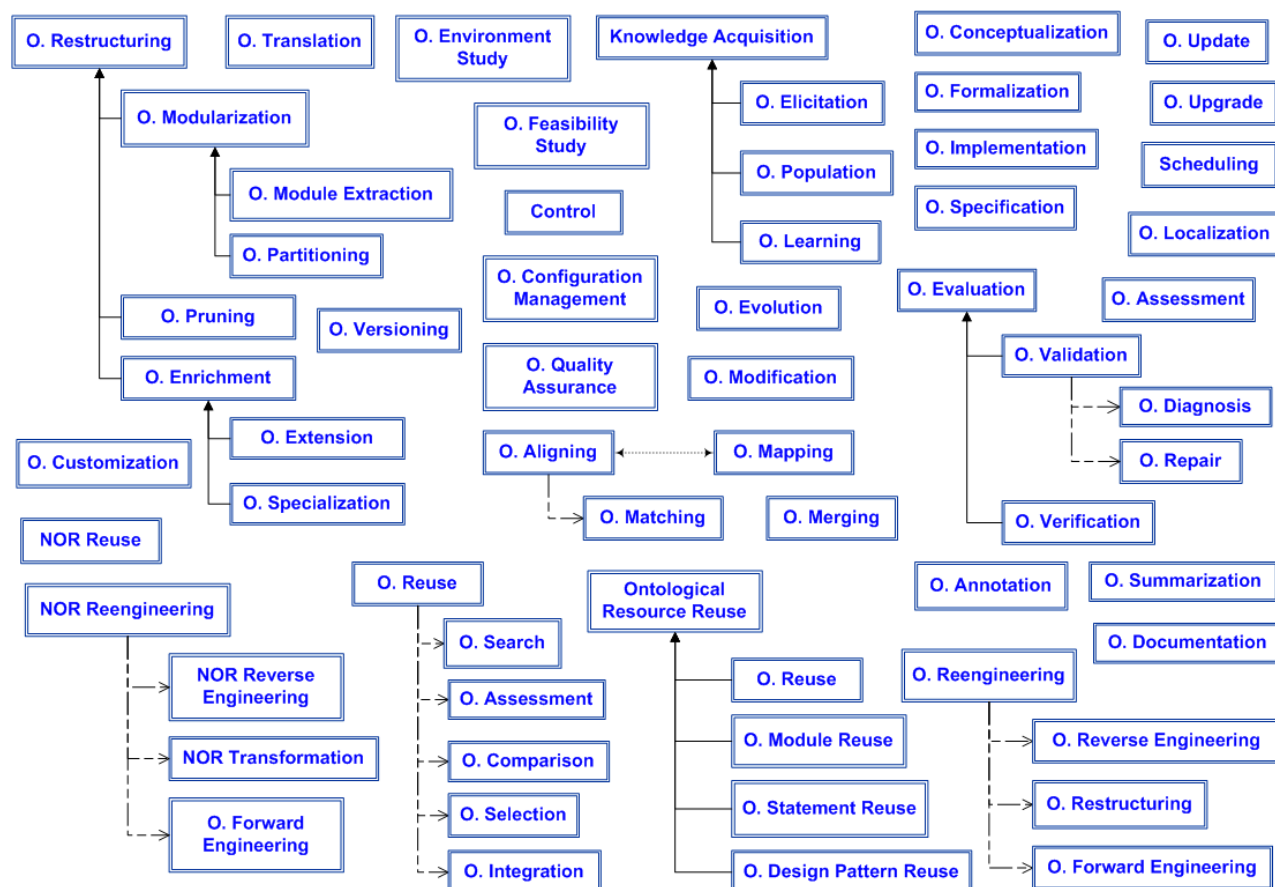 O. Restructuring
O. Translation
O. Environment
Study
Knowledge Acquisition
O. Conceptualization
O. Update
O. Modularization
O. Elicitation
O. Formalization
O. Upgrade
O. Feasibility
Study
O. Implementation
O. Module Extraction
O. Population
Scheduling
Control
O. Specification
O. Partitioning
O. Learning
O. Localization
O. Configuration
Management
O. Evolution
O. Evaluation
O. Assessment
O. Pruning
O. Versioning
O. Validation
O. Enrichment
O. Quality
Assurance
O. Modification
O. Diagnosis
O. Extension
O. Aligning
O. Mapping
O. Repair
O. Customization
O. Specialization
O. Matching
O. Merging
O. Verification
NOR Reuse
NOR Reengineering
O. Reuse
Ontological
Resource Reuse
O. Annotation
O. Summarization
O. Search
O. Documentation
NOR Reverse
Engineering
O. Assessment
O. Reuse
O. Reengineering
NOR Transformation
O. Comparison
O. Module Reuse
O. Reverse Engineering
O. Forward
Engineering
O. Selection
O. Statement Reuse
O. Restructuring
O. Integration
O. Design Pattern Reuse
O. Forward Engineering